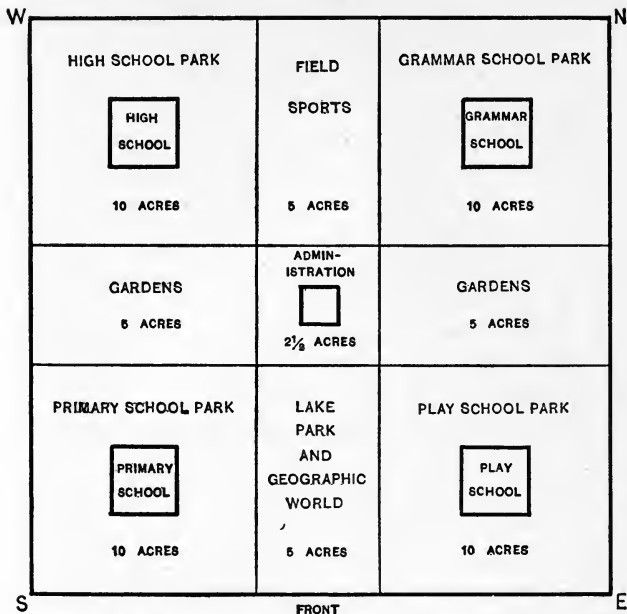 W
N
HIGH SCHOOL PARK
HIGH
SCHOOL
10 ACRES
FIELD
SPORTS
5 ACRES
GRAMMAR SCHOOL PARK
GRAMMAR
SCHOOL
10 ACRES
GARDENS
5 ACRES
ADMIN-
ISTRATION
2½ ACRES
GARDENS
5 ACRES
PRIMARY SCHOOL PARK
PRIMARY
SCHOOL
10 ACRES
LAKE
PARK
AND
GEOGRAPHIC
WORLD
5 ACRES
PLAY SCHOOL PARK
PLAY
SCHOOL
10 ACRES
S
FRONT
E